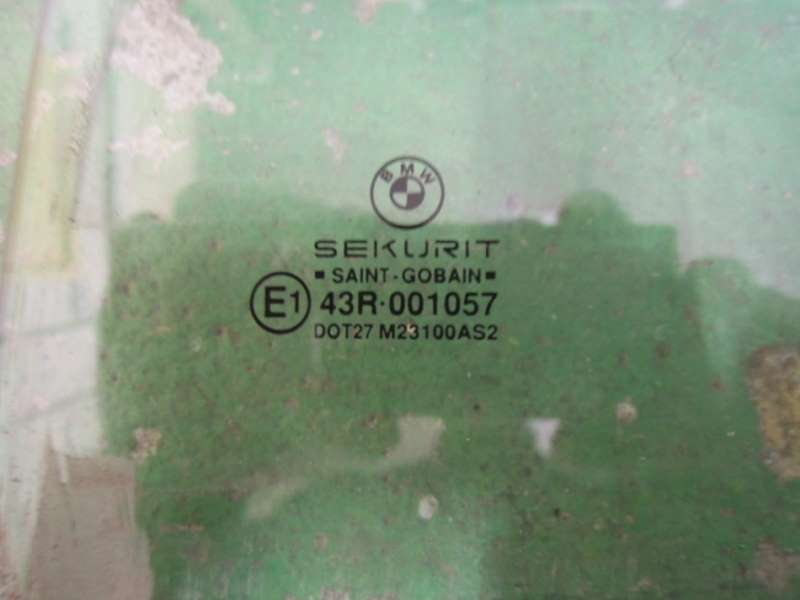 BMW
SEKURIT
SAINT-GOBAIN
E1 43R·001057
DOT27 M23100AS2